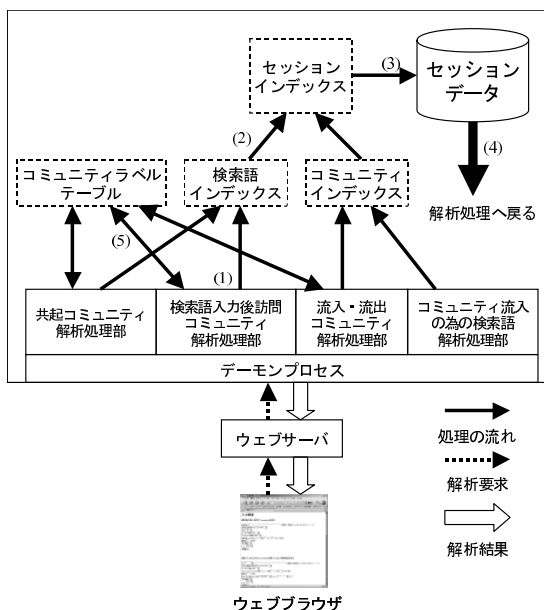 セッション
インデックス
(3)
セッション
データ
(2)
(4)
コミュニティラベル
テーブル
検索語
インデックス
コミュニティ
インデックス
解析処理へ戻る
(5)
(1)
共起コミュニティ
解析処理部
検索語入力後訪問
コミュニティ
解析処理部
流入・流出
コミュニティ
解析処理部
コミュニティ流入
の為の検索語
解析処理部
デーモンプロセス
ウェブサーバ
処理の流れ
解析要求
解析結果
ウェブブラウザ